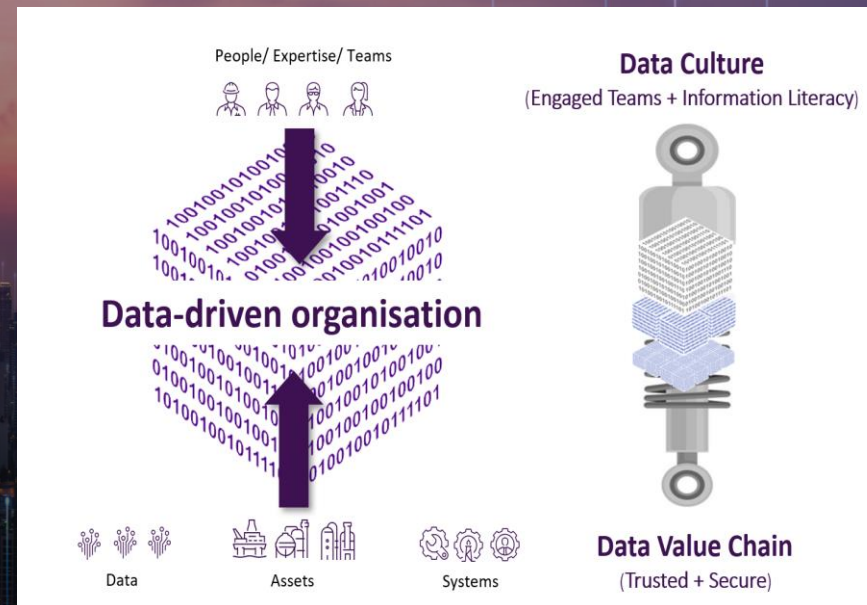 People/ Expertise/ Teams
Data-driven organisation
Data
Assets
Systems
Data Culture
(Engaged Teams + Information Literacy)
Data Value Chain
(Trusted + Secure)